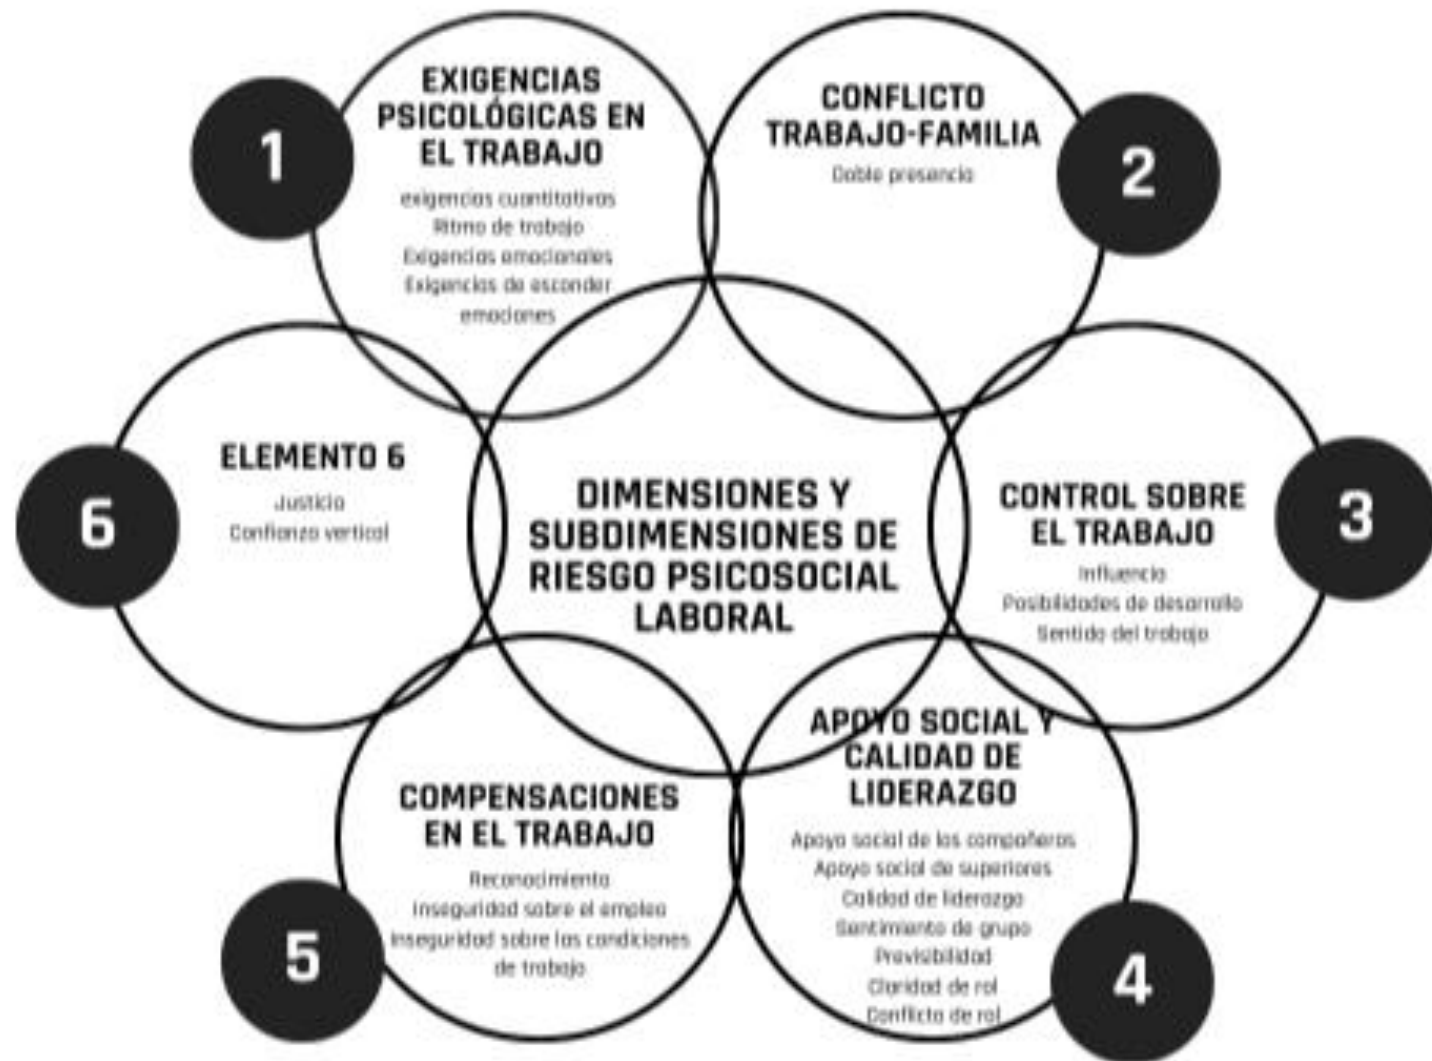 1
EXIGENCIAS
PSICOLÓGICAS EN
EL TRABAJO
exigencias cuantitativas
Ritmo de trabajo
Exigencias emocionales
Exigencias de esconder
emociones
2
CONFLICTO
TRABAJO-FAMILIA
Doble presencia
3
CONTROL SOBRE
EL TRABAJO
Influencia
Posibilidades de desarrollo
Sentido del trabajo
4
APOYO SOCIAL Y
CALIDAD DE
LIDERAZGO
Apoyo social de los compañeros
Apoyo social de superiores
Calidad de liderazgo
Sentimiento de grupo
Previsibilidad
Claridad de rol
Conflicto de rol
5
COMPENSACIONES
EN EL TRABAJO
Reconocimiento
Inseguridad sobre el empleo
Inseguridad sobre las condiciones
de trabajo
6
ELEMENTO 6
Justicia
Confianza vertical
DIMENSIONES Y
SUBDIMENSIONES DE
RIESGO PSICOSOCIAL
LABORAL